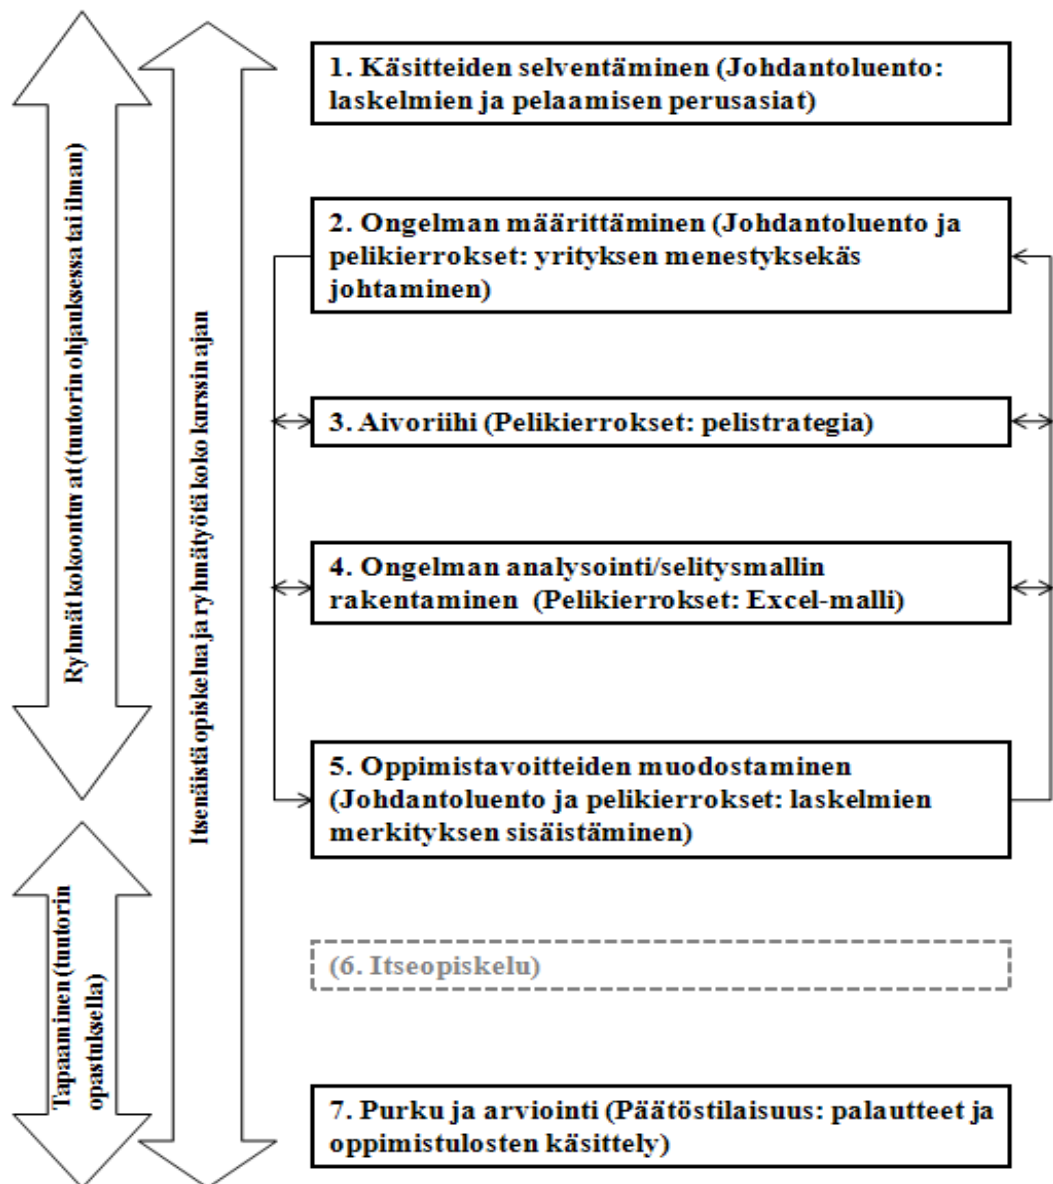 Ryhmät kokoontuvat (tuutorin ohjauksessa tai ilman)
Tapaaminen (tuutorin
opastuksella)
Itsenäistä opiskelua ja ryhmätyötä koko kurssin ajan
1. Käsitteiden selventäminen (Johdantoluento:
laskelmien ja pelaamisen perusasiat)
2. Ongelman määrittäminen (Johdantoluento ja
pelikierrokset: yrityksen menestyksekäs
johtaminen)
3. Aivoriihi (Pelikierrokset: pelistrategia)
4. Ongelman analysointi/selitysmallin
rakentaminen (Pelikierrokset: Excel-malli)
5. Oppimistavoitteiden muodostaminen
(Johdantoluento ja pelikierrokset: laskelmien
merkityksen sisäistäminen)
(6. Itseopiskelu)
7. Purku ja arviointi (Päätöstilaisuus: palautteet ja
oppimistulosten käsittely)